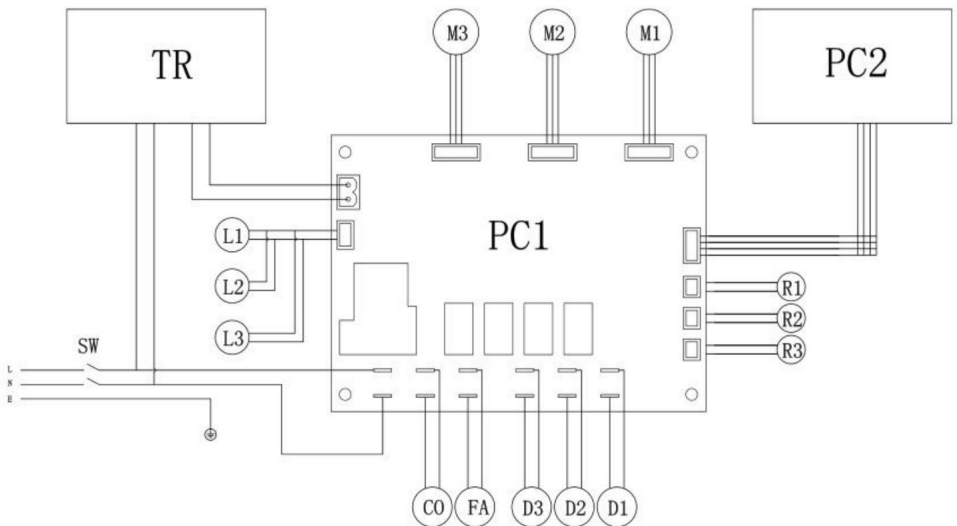 M3 M2 M1
TR
PC2
PC1
L1
L2
R1
R2
L3
R3
SW
L
N
E
CO FA D3 D2 D1